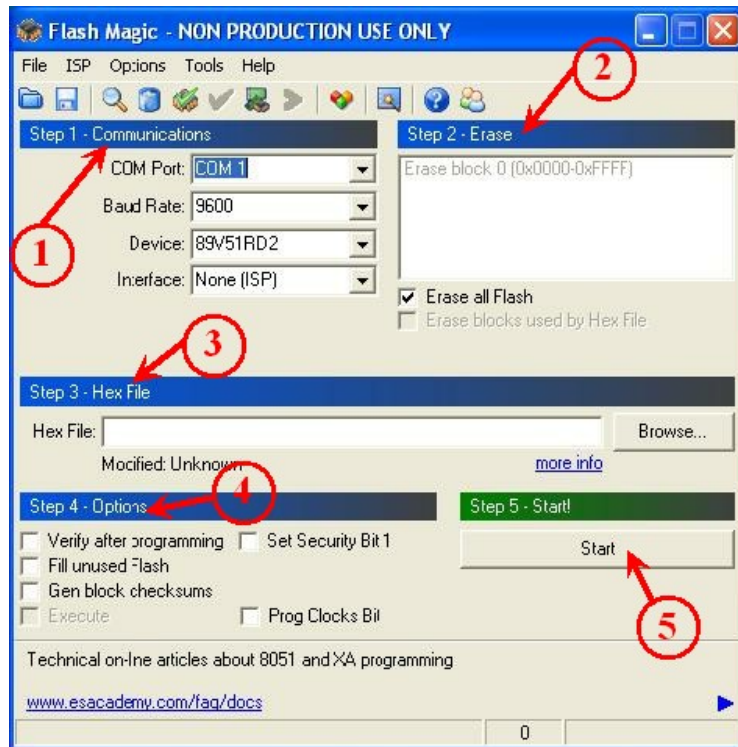 Flash Magic - NON PRODUCTION USE ONLY
File ISP Options Tools Help
2
Step 1 - Communications
Step 2 - Erase
COM Port: COM 1
Erase block 0 (0x0000-0xFFFF)
Baud Rate: 9600
1
Device: 89V51RD2
Interface: None (ISP)
Erase all Flash
Erase blocks used by Hex File
3
Step 3 - Hex File
Hex File:
Browse...
Modified: Unknown
more info
4
Step 4 - Options
Step 5 - Start!
Verify after programming
Set Security Bit 1
Start
Fill unused Flash
Gen block checksums
Execute
Prog Clocks Bit
5
Technical on-line articles about 8051 and XA programming
www.esacademy.com/faq/docs
0